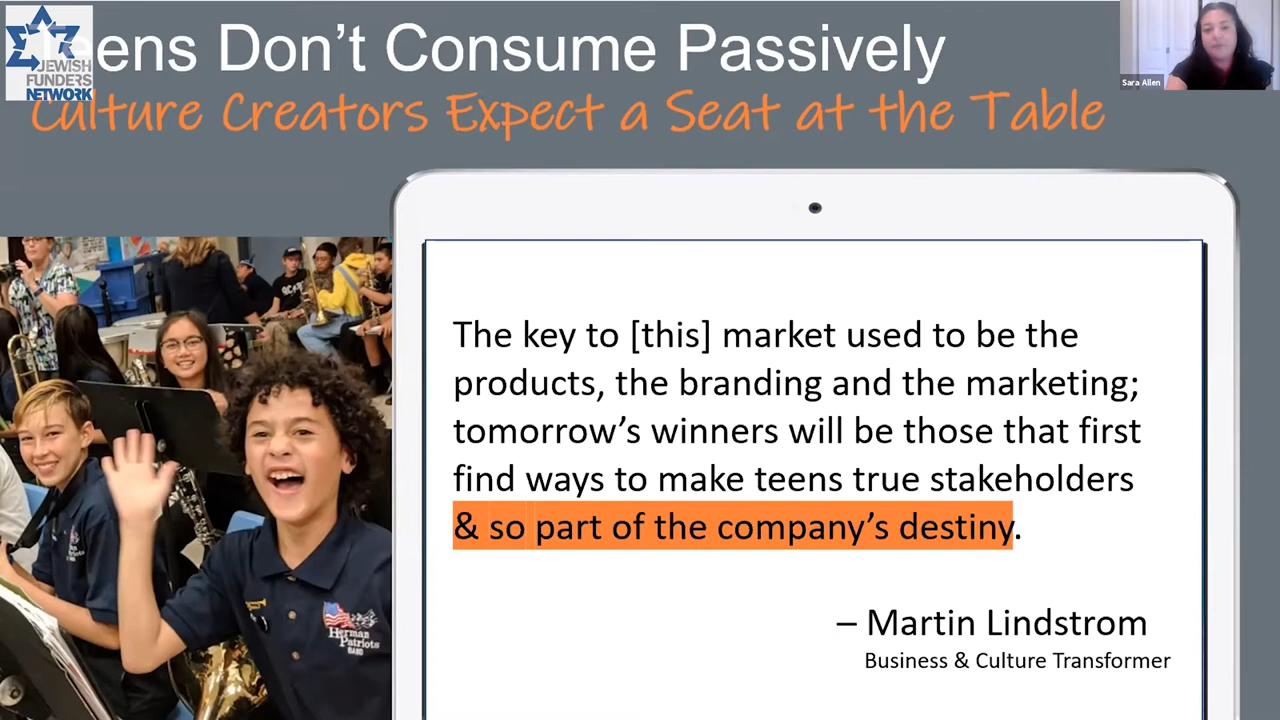 Teens Don't Consume Passively
JEWISH
FUNDERS
NETWORK
Culture Creators Expect a Seat at the Table
Sara Allen
The key to [this] market used to be the
products, the branding and the marketing;
tomorrow's winners will be those that first
find ways to make teens true stakeholders
& so part of the company's destiny.
– Martin Lindstrom
Business & Culture Transformer
Herman
Patriots
BAND